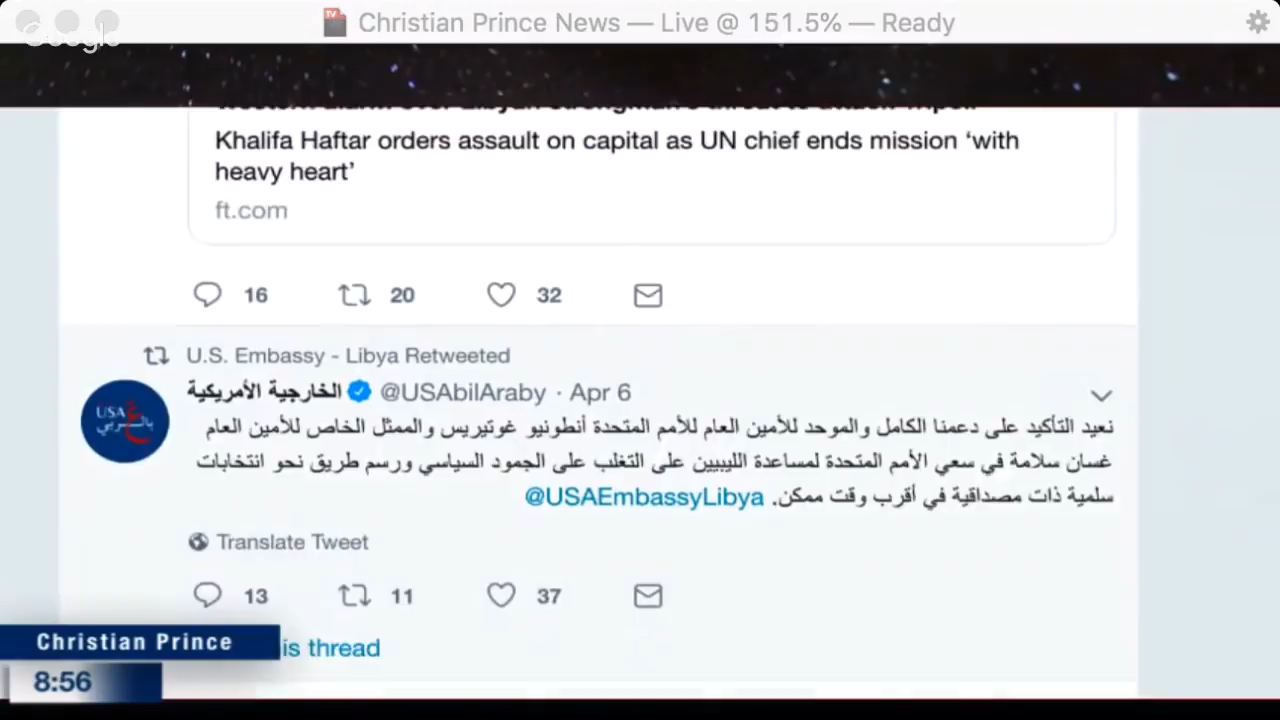 Christian Prince News — Live @ 151.5% — Ready
Google
Khalifa Haftar orders assault on capital as UN chief ends mission ‘with
heavy heart’
ft.com
16 20 32
U.S. Embassy - Libya Retweeted
الخارجية الأمريكية @USAbilAraby · Apr 6
USA بالعربي
نعيد التأكيد على دعمنا الكامل والموحد للأمين العام للأمم المتحدة أنطونيو غوتيريس والممثل الخاص للأمين العام
غسان سلامة في سعي الأمم المتحدة لمساعدة الليبيين على التغلب على الجمود السياسي ورسم طريق نحو انتخابات
سلمية ذات مصداقية في أقرب وقت ممكن. @USAEmbassyLibya
Translate Tweet
13 11 37
Christian Prince
is thread
8:56